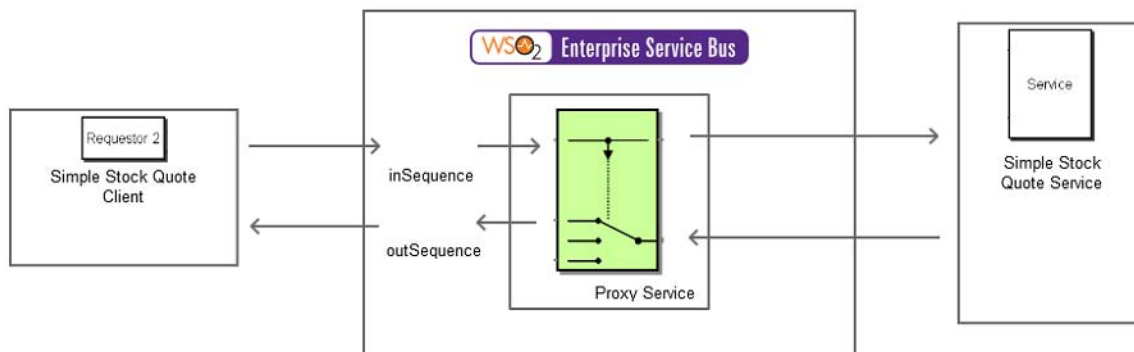 WSO2 Enterprise Service Bus
Requestor 2
Simple Stock Quote
Client
inSequence
outSequence
Proxy Service
Service
Simple Stock
Quote Service